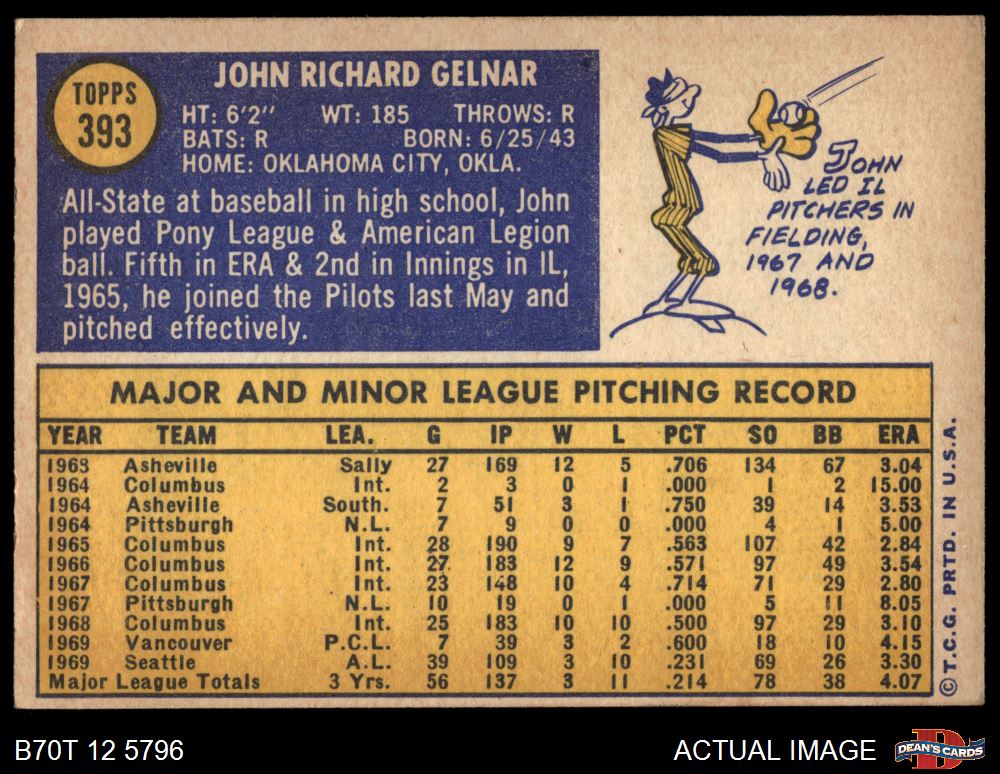 TOPPS
393
JOHN RICHARD GELNAR
HT: 6'2" WT: 185 THROWS: R
BATS: R BORN: 6/25/43
HOME: OKLAHOMA CITY, OKLA.
All-State at baseball in high school, John
played Pony League & American Legion
ball. Fifth in ERA & 2nd in Innings in IL,
1965, he joined the Pilots last May and
pitched effectively.
JOHN
LED IL
PITCHERS IN
FIELDING,
1967 AND
1968.
MAJOR AND MINOR LEAGUE PITCHING RECORD
YEAR TEAM LEA. G IP W L PCT SO BB ERA
1963 Asheville Sally 27 169 12 5 .706 134 67 3.04
1964 Columbus Int. 2 3 0 1 .000 1 2 15.00
1964 Asheville South. 7 51 3 1 .750 39 14 3.53
1964 Pittsburgh N.L. 7 9 0 0 .000 4 1 5.00
1965 Columbus Int. 28 190 9 7 .563 107 42 2.84
1966 Columbus Int. 27 183 12 9 .571 97 49 3.54
1967 Columbus Int. 23 148 10 4 .714 71 29 2.80
1967 Pittsburgh N.L. 10 19 0 1 .000 5 11 8.05
1968 Columbus Int. 25 183 10 10 .500 97 29 3.10
1969 Vancouver P.C.L. 7 39 3 2 .600 18 10 4.15
1969 Seattle A.L. 39 109 3 10 .231 69 26 3.30
Major League Totals 3 Yrs. 56 137 3 11 .214 78 38 4.07
© T.C.G. PRTD. IN U.S.A.
B70T 12 5796
ACTUAL IMAGE
D
DEAN'S CARDS